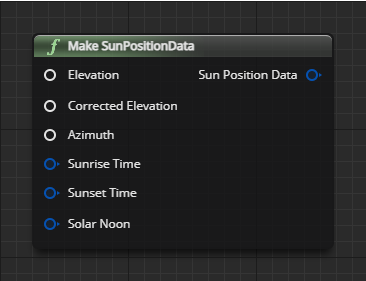 f Make SunPositionData
Elevation Sun Position Data
Corrected Elevation
Azimuth
Sunrise Time
Sunset Time
Solar Noon